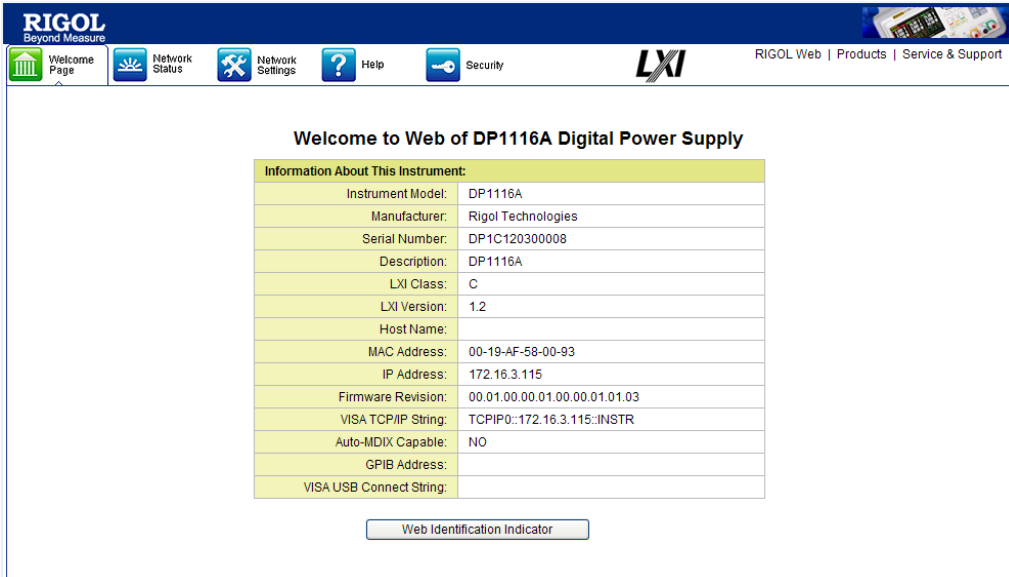 RIGOL
Beyond Measure
Welcome Page
Network Status
Network Settings
Help
Security
LXI
RIGOL Web | Products | Service & Support
Welcome to Web of DP1116A Digital Power Supply
Information About This Instrument:
Instrument Model: DP1116A
Manufacturer: Rigol Technologies
Serial Number: DP1C120300008
Description: DP1116A
LXI Class: C
LXI Version: 1.2
Host Name:
MAC Address: 00-19-AF-58-00-93
IP Address: 172.16.3.115
Firmware Revision: 00.01.00.00.01.00.00.01.01.03
VISA TCP/IP String: TCPIP0::172.16.3.115::INSTR
Auto-MDIX Capable: NO
GPIB Address:
VISA USB Connect String:
Web Identification Indicator